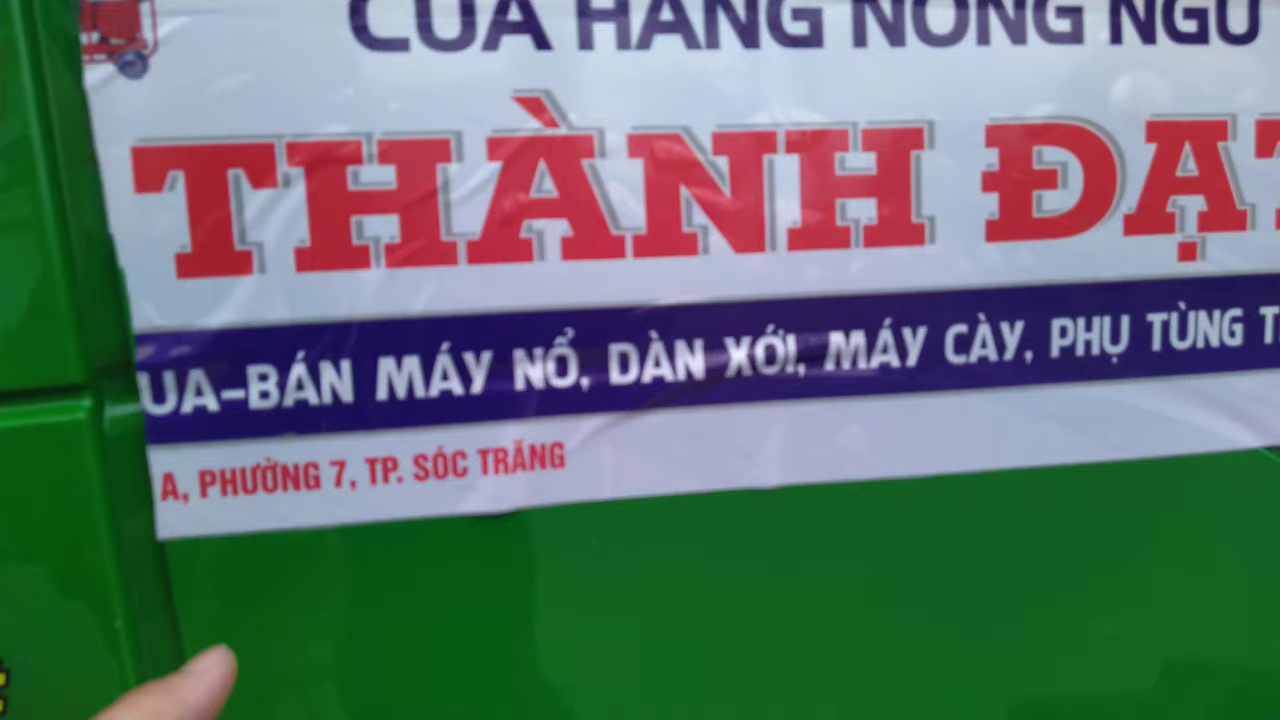 CỬA HÀNG NÔNG NGƯ
THÀNH ĐẠT
UA-BÁN MÁY NỔ, DÀN XỚI, MÁY CÀY, PHỤ TÙNG T
A, PHƯỜNG 7, TP. SÓC TRĂNG